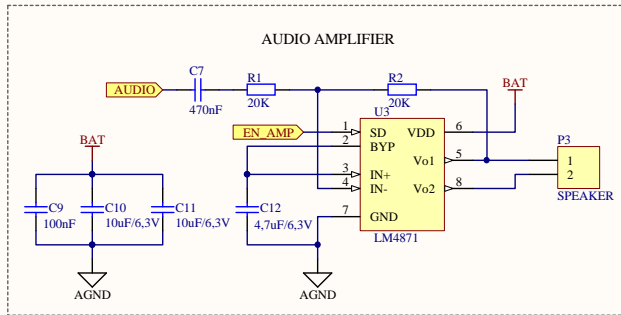 AUDIO AMPLIFIER
C7
R1
R2
AUDIO
BAT
470nF
20K
20K
U3
EN_AMP
1
SD
VDD
6
P3
BAT
2
BYP
Vo1
5
1
3
IN+
2
4
IN-
Vo2
8
C9
C10
C11
C12
SPEAKER
100nF
10uF/6,3V
10uF/6,3V
4,7uF/6,3V
7
GND
LM4871
AGND
AGND